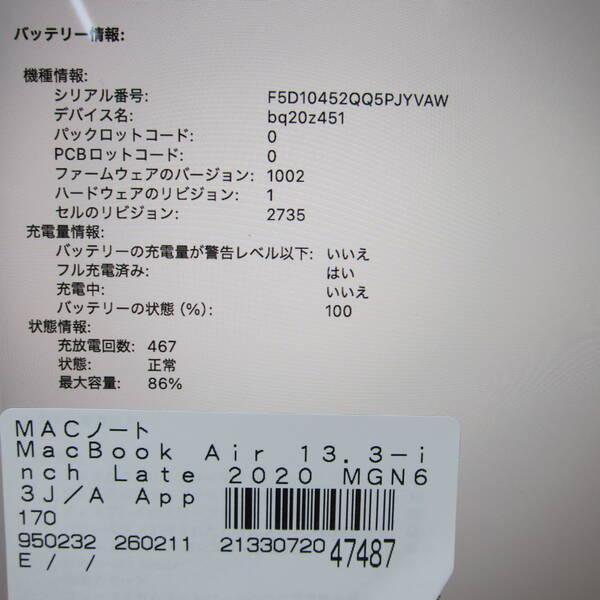 バッテリー情報:
機種情報:
シリアル番号: F5D10452QQ5PJYVAW
デバイス名: bq20z451
パックロットコード: 0
PCBロットコード: 0
ファームウェアのバージョン: 1002
ハードウェアのリビジョン: 1
セルのリビジョン: 2735
充電量情報:
バッテリーの充電量が警告レベル以下: いいえ
フル充電済み: はい
充電中: いいえ
バッテリーの状態 (%): 100
状態情報:
充放電回数: 467
状態: 正常
最大容量: 86%
MACノート
MacBook Air 13.3-i
nch Late 2020 MGN6
3J/A App
170
950232 260211 21330720 47487
E / /